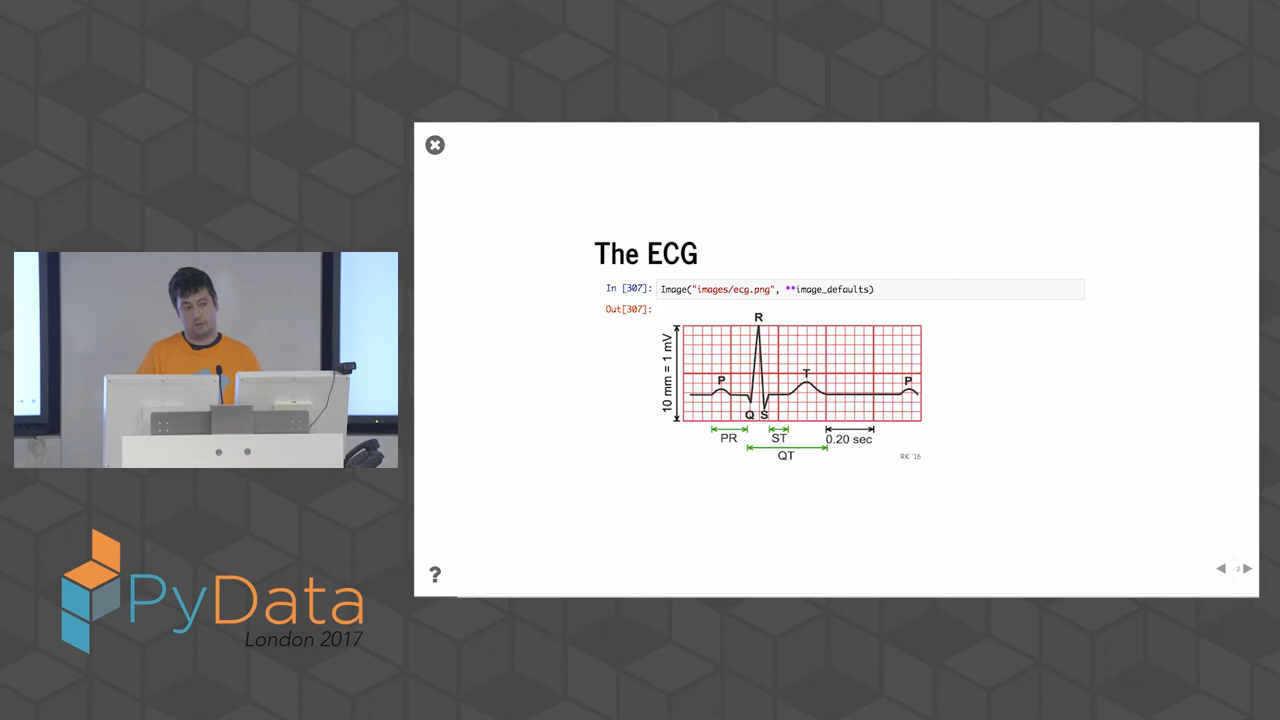 The ECG
In [307]:
Image("images/ecg.png", **image_defaults)
Out[307]:
R
10 mm = 1 mV
P
T
P
Q
S
PR
ST
0.20 sec
QT
RK '16
?
2
PyData
London 2017